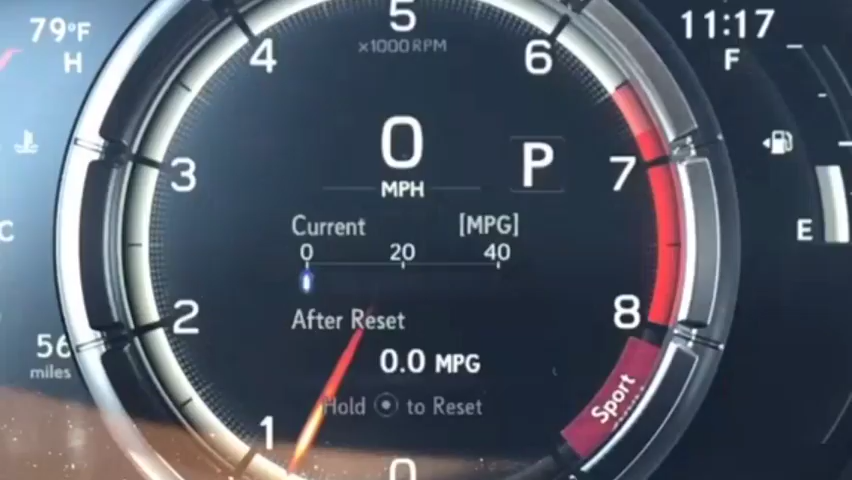 5
x1000 RPM
79°F
11:17
4
6
H
F
0
MPH
P
3
7
C
Current [MPG]
E
0 20 40
2
After Reset
8
56
miles
0.0 MPG
Sport
Hold to Reset
1
0